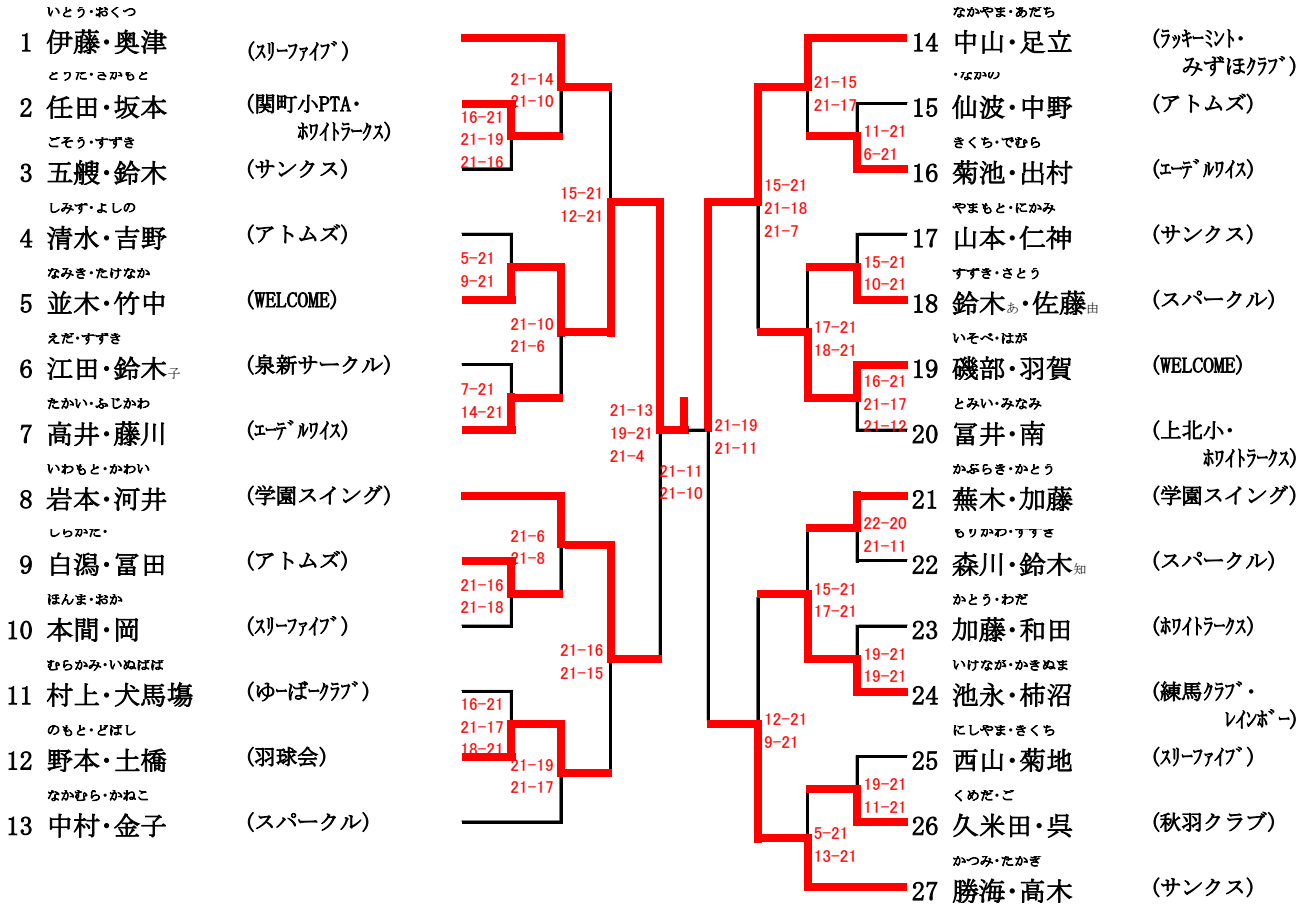 いとう・おくつ
1 伊藤・奥津 (ｽﾘｰﾌｧｲﾌﾞ)
とうだ・さかもと
2 任田・坂本 (関町小PTA・
ﾎﾜｲﾄﾗｰｸｽ)
ごそう・すずき
3 五艘・鈴木 (サンクス)
しみず・よしの
4 清水・吉野 (アトムズ)
なみき・たけなか
5 並木・竹中 (WELCOME)
えだ・すずき
6 江田・鈴木子 (泉新サークル)
たかい・ふじかわ
7 高井・藤川 (ｴｰﾃﾞﾙﾜｲｽ)
いわもと・かわい
8 岩本・河井 (学園スイング)
しらかた・
9 白潟・冨田 (アトムズ)
ほんま・おか
10 本間・岡 (ｽﾘｰﾌｧｲﾌﾞ)
むらかみ・いぬばば
11 村上・犬馬塲 (ゆｰばｰｸﾗﾌﾞ)
のもと・どばし
12 野本・土橋 (羽球会)
なかむら・かねこ
13 中村・金子 (スパークル)
21-14
21-10
16-21
21-19
21-16
15-21
12-21
5-21
9-21
21-10
21-6
7-21
14-21
21-13
19-21
21-4
21-11
21-10
21-6
21-8
21-16
21-18
21-16
21-15
16-21
21-17
18-21
21-19
21-17
21-15
21-17
11-21
6-21
15-21
21-18
21-7
15-21
10-21
17-21
18-21
16-21
21-17
21-12
21-19
21-11
22-20
21-11
15-21
17-21
19-21
19-21
12-21
9-21
19-21
11-21
5-21
13-21
なかやま・あだち
14 中山・足立 (ﾗｯｷｰﾐﾝﾄ・
みずほｸﾗﾌﾞ)
・なかの
15 仙波・中野 (アトムズ)
きくち・でむら
16 菊池・出村 (ｴｰﾃﾞﾙﾜｲｽ)
やまもと・にかみ
17 山本・仁神 (サンクス)
すずき・さとう
18 鈴木あ・佐藤由 (スパークル)
いそべ・はが
19 磯部・羽賀 (WELCOME)
とみい・みなみ
20 冨井・南 (上北小・
ﾎﾜｲﾄﾗｰｸｽ)
かぶらき・かとう
21 蕪木・加藤 (学園スイング)
もりかわ・すずき
22 森川・鈴木知 (スパークル)
かとう・わだ
23 加藤・和田 (ﾎﾜｲﾄﾗｰｸｽ)
いけなが・かきぬま
24 池永・柿沼 (練馬ｸﾗﾌﾞ・
ﾚｲﾝﾎﾞｰ)
にしやま・きくち
25 西山・菊地 (ｽﾘｰﾌｧｲﾌﾞ)
くめだ・ご
26 久米田・呉 (秋羽クラブ)
かつみ・たかぎ
27 勝海・高木 (サンクス)